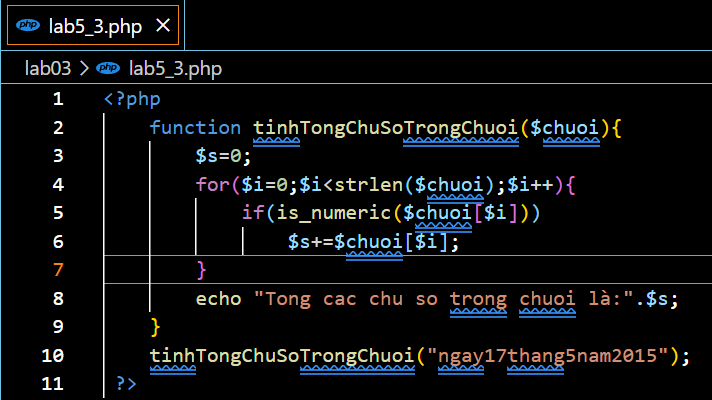 php lab5_3.php ×
lab03 > php lab5_3.php
1 <?php
2 function tinhTongChuSoTrongChuoi($chuoi){
3 $s=0;
4 for($i=0;$i<strlen($chuoi);$i++){
5 if(is_numeric($chuoi[$i]))
6 $s+=$chuoi[$i];
7 }
8 echo "Tong cac chu so trong chuoi là:".$s;
9 }
10 tinhTongChuSoTrongChuoi("ngay17thang5nam2015");
11 ?>